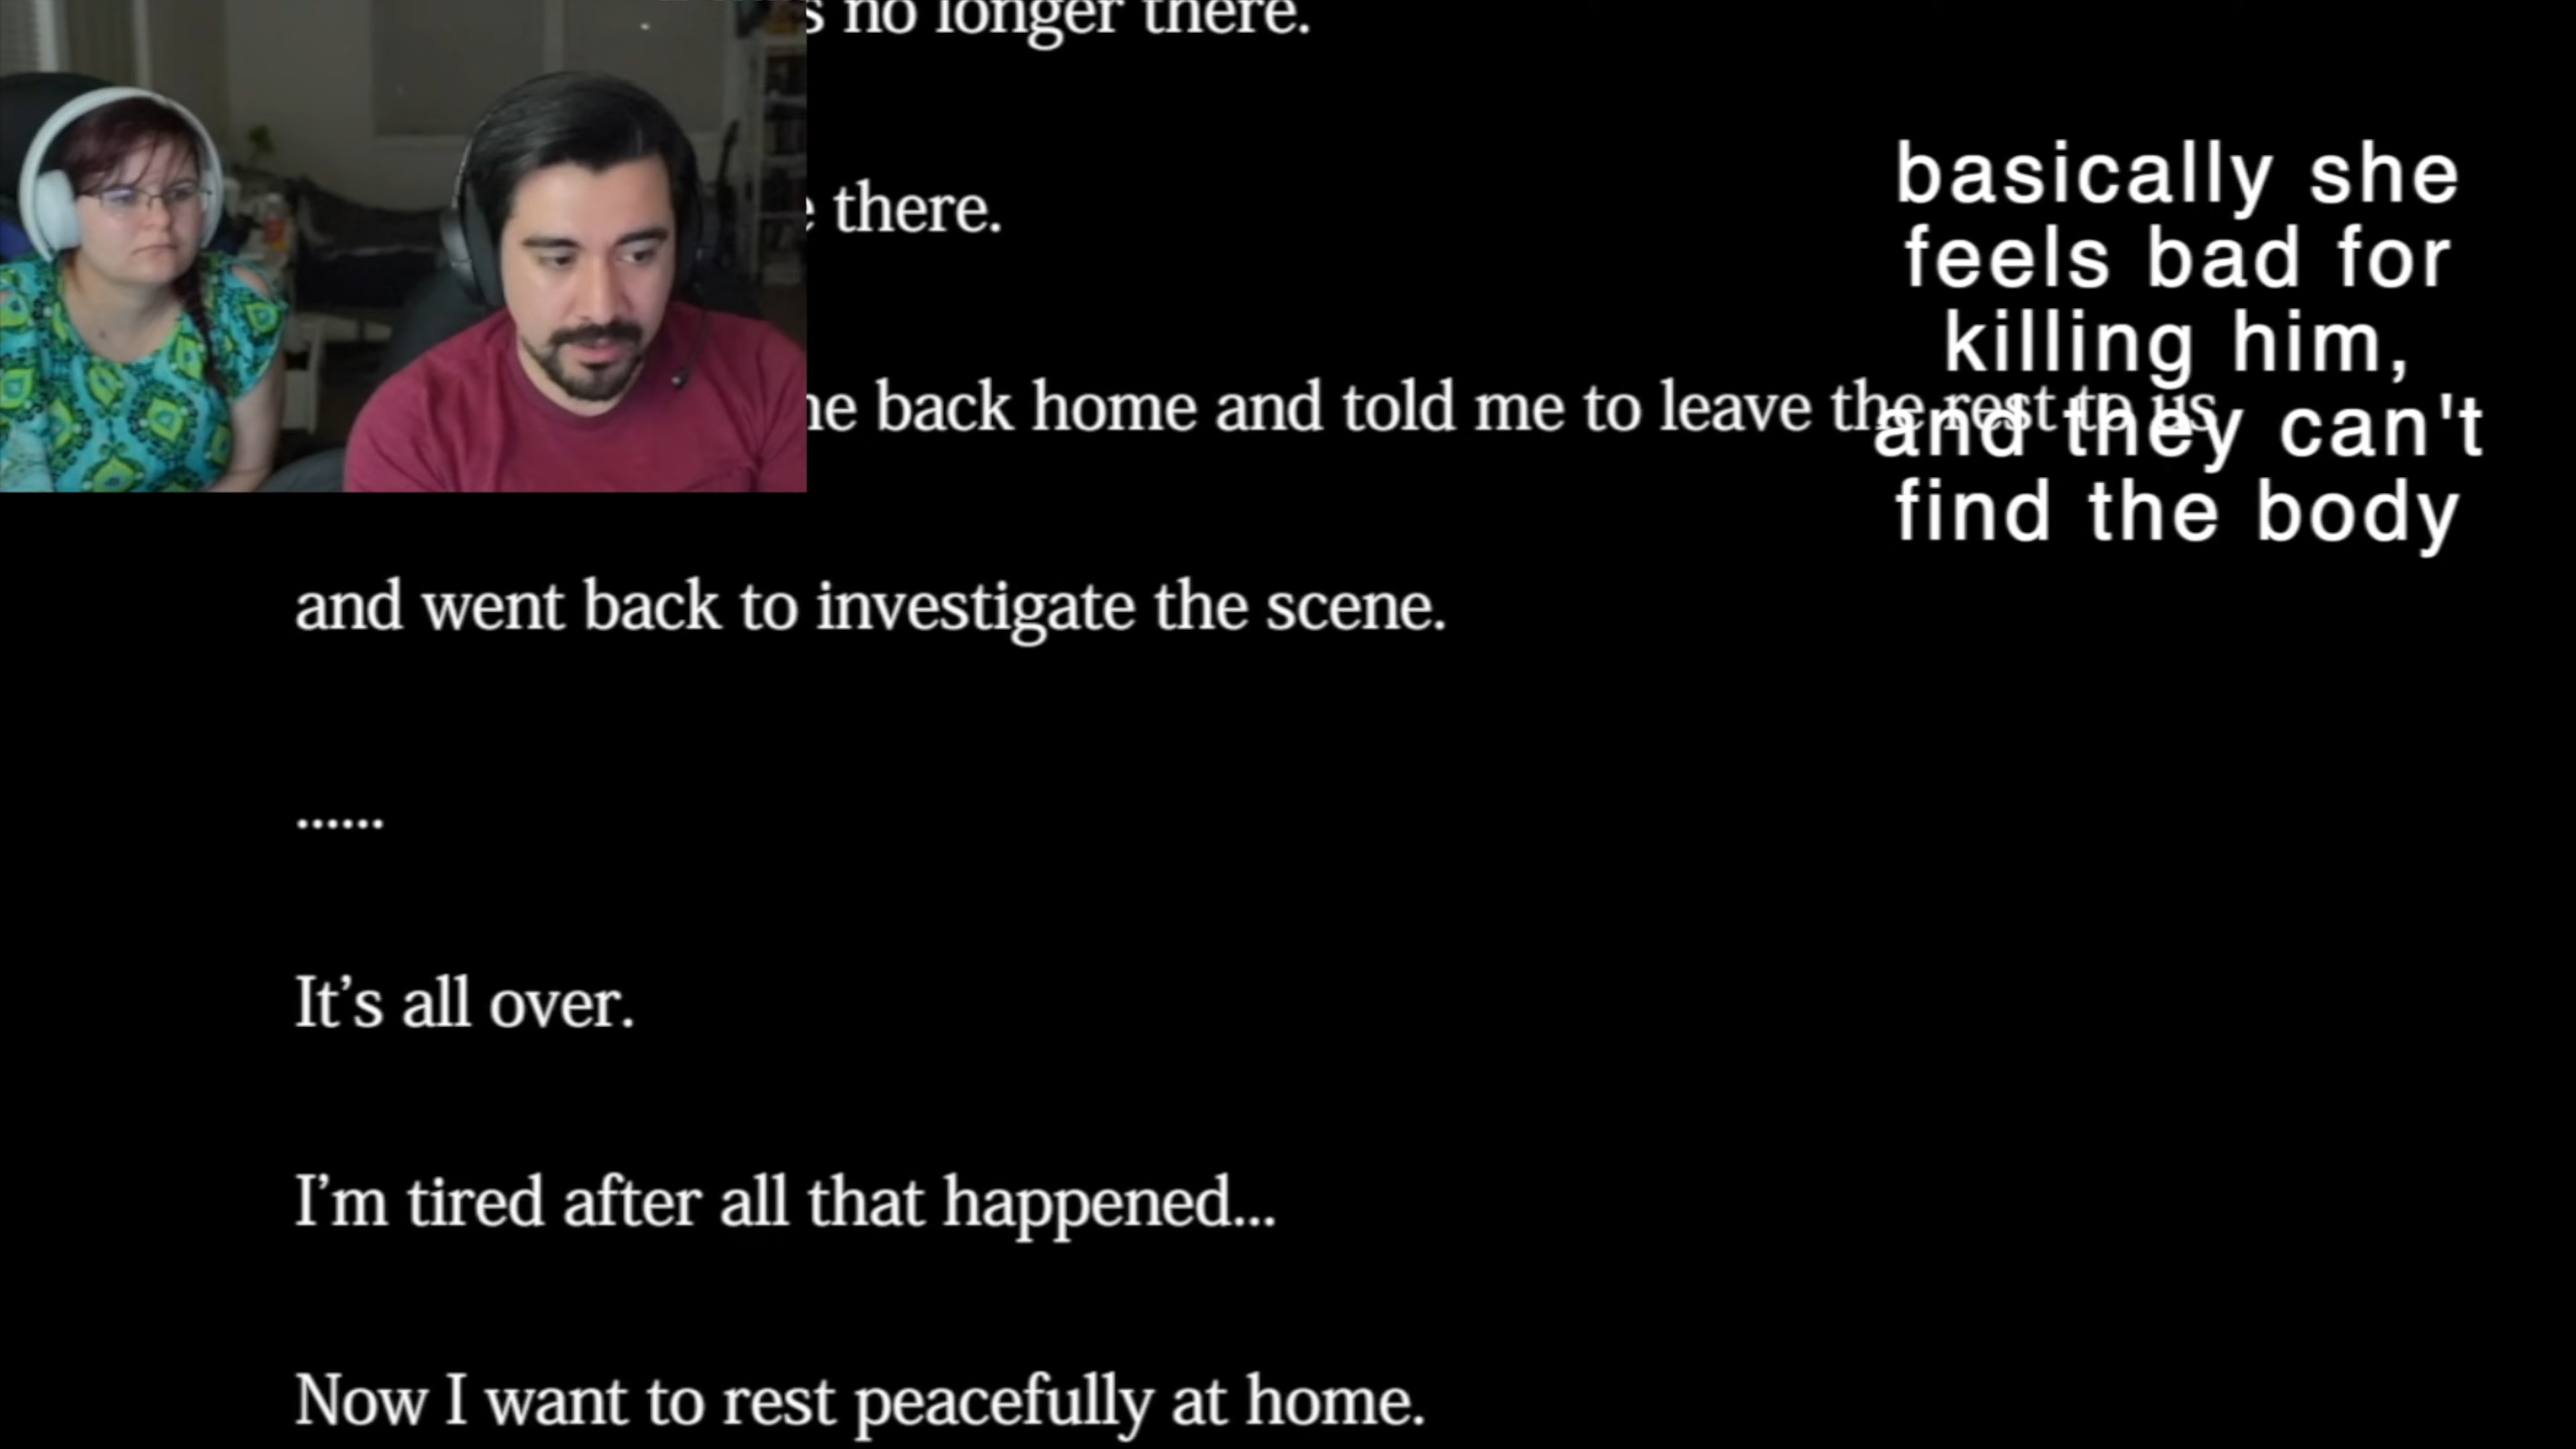 no longer there.
there.
back home and told me to leave the rest to us
and went back to investigate the scene.
......
It's all over.
I'm tired after all that happened...
Now I want to rest peacefully at home.
basically she
feels bad for
killing him,
and they can't
find the body